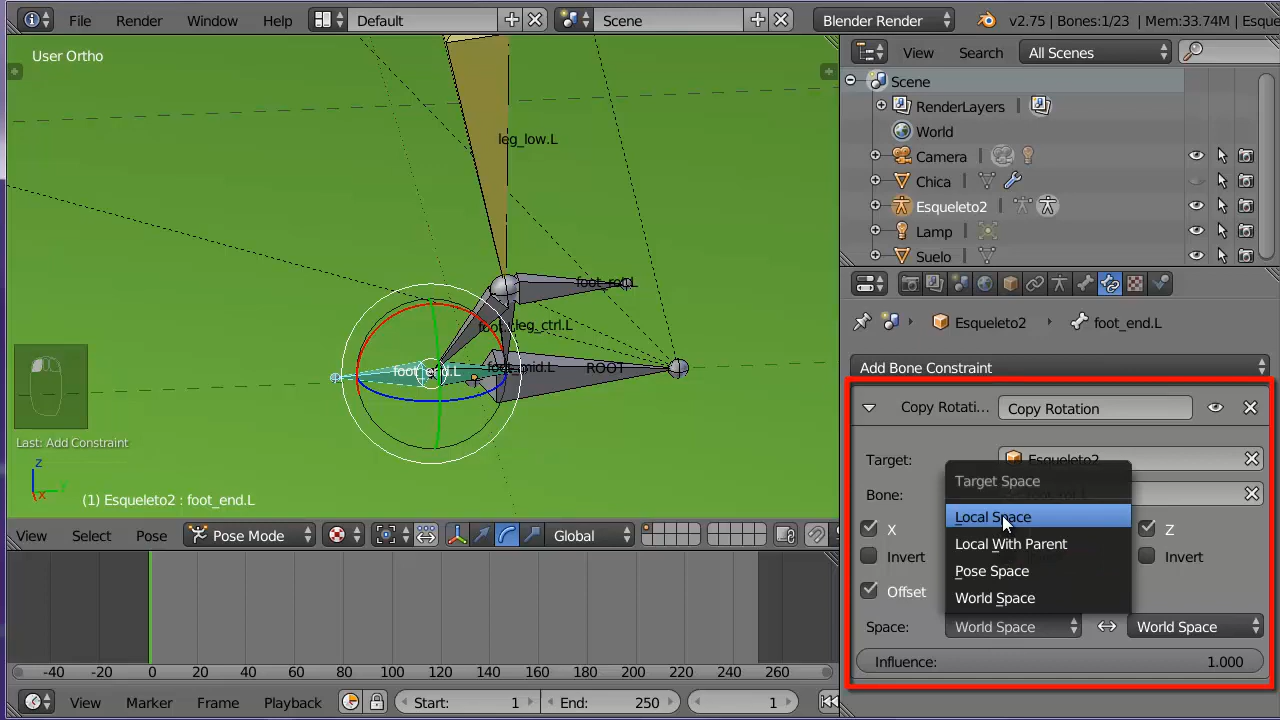 File Render Window Help Default Scene Blender Render v2.75 | Bones:1/23 | Mem:33.74M | Esque
User Ortho
leg_low.L
leg_ctrl.L
foot_mid.L
ROOT
foot_end.L
Last: Add Constraint
z
(1) Esqueleto2 : foot_end.L
View Select Pose Pose Mode Global
-40 -20 0 20 40 60 80 100 120 140 160 180 200 220 240 260
View Marker Frame Playback Start: 1 End: 250 1
View Search All Scenes
Scene
RenderLayers
World
Camera
Chica
Esqueleto2
Lamp
Suelo
Esqueleto2 foot_end.L
Add Bone Constraint
Copy Rotati... Copy Rotation
Target: Esqueleto2
Bone:
Target Space
Local Space
Local With Parent
Pose Space
World Space
X Z
Invert Invert
Offset
Space: World Space World Space
Influence: 1.000